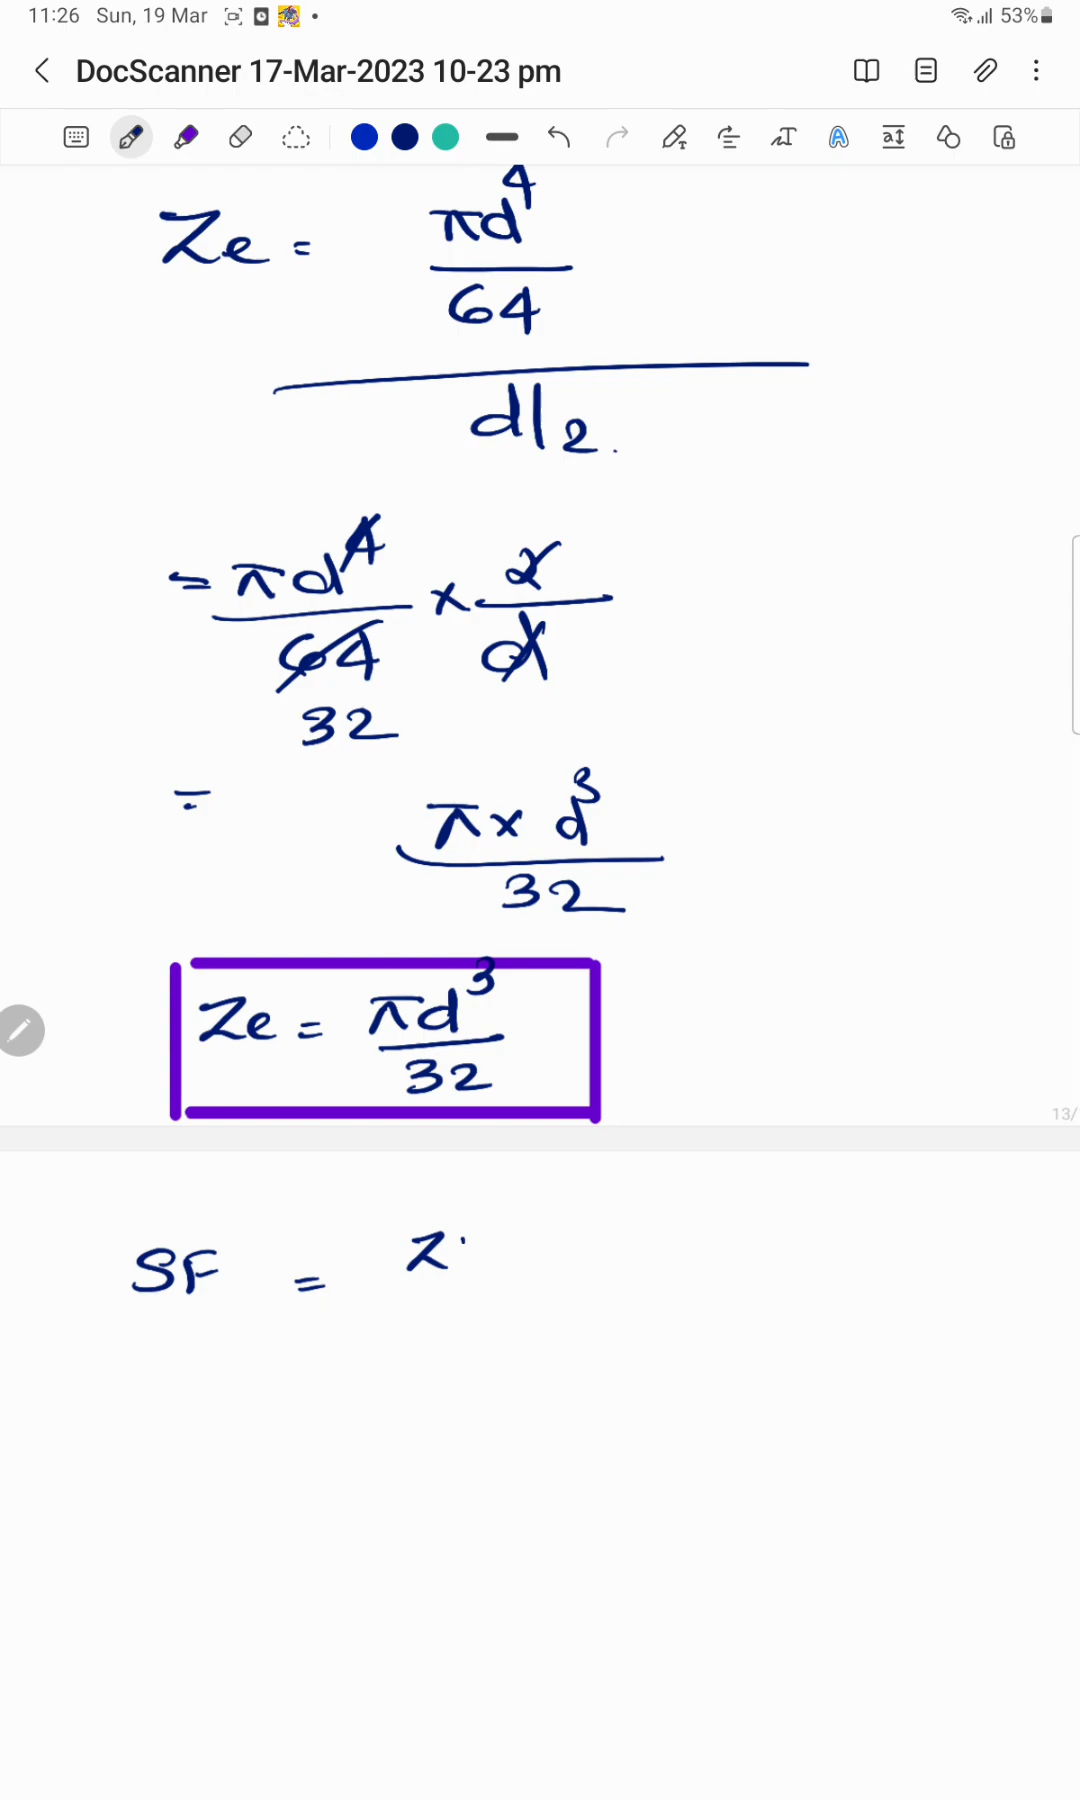 11:26 Sun, 19 Mar 53%
DocScanner 17-Mar-2023 10-23 pm
Ze = πd⁴
64
d/2.
= πd⁴ × 2
64 d
32
= π × d³
32
Ze = πd³
32
13/
SF = Z